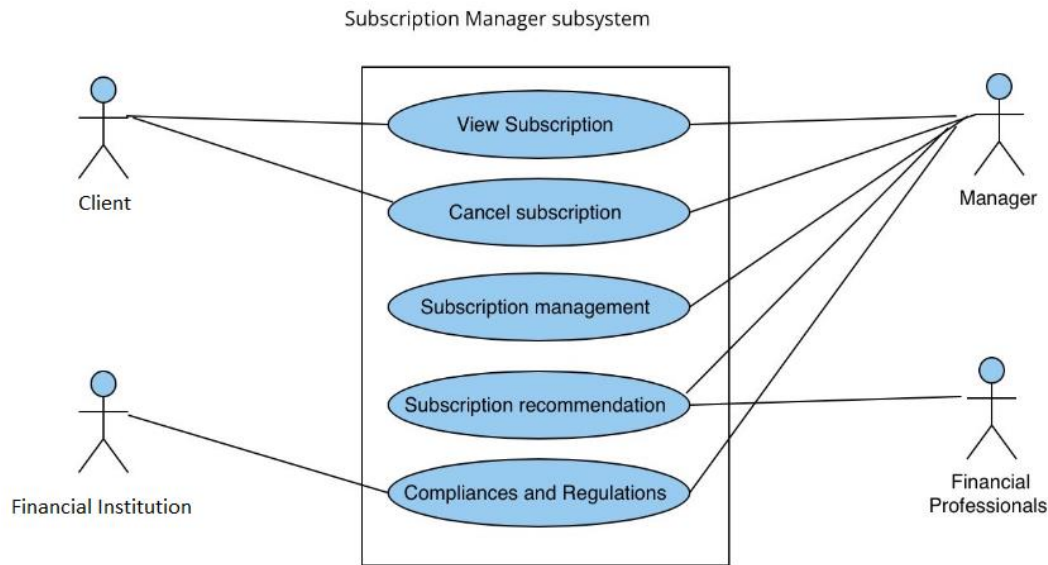 Subscription Manager subsystem
View Subscription
Client
Cancel subscription
Manager
Subscription management
Subscription recommendation
Financial Institution
Compliances and Regulations
Financial
Professionals